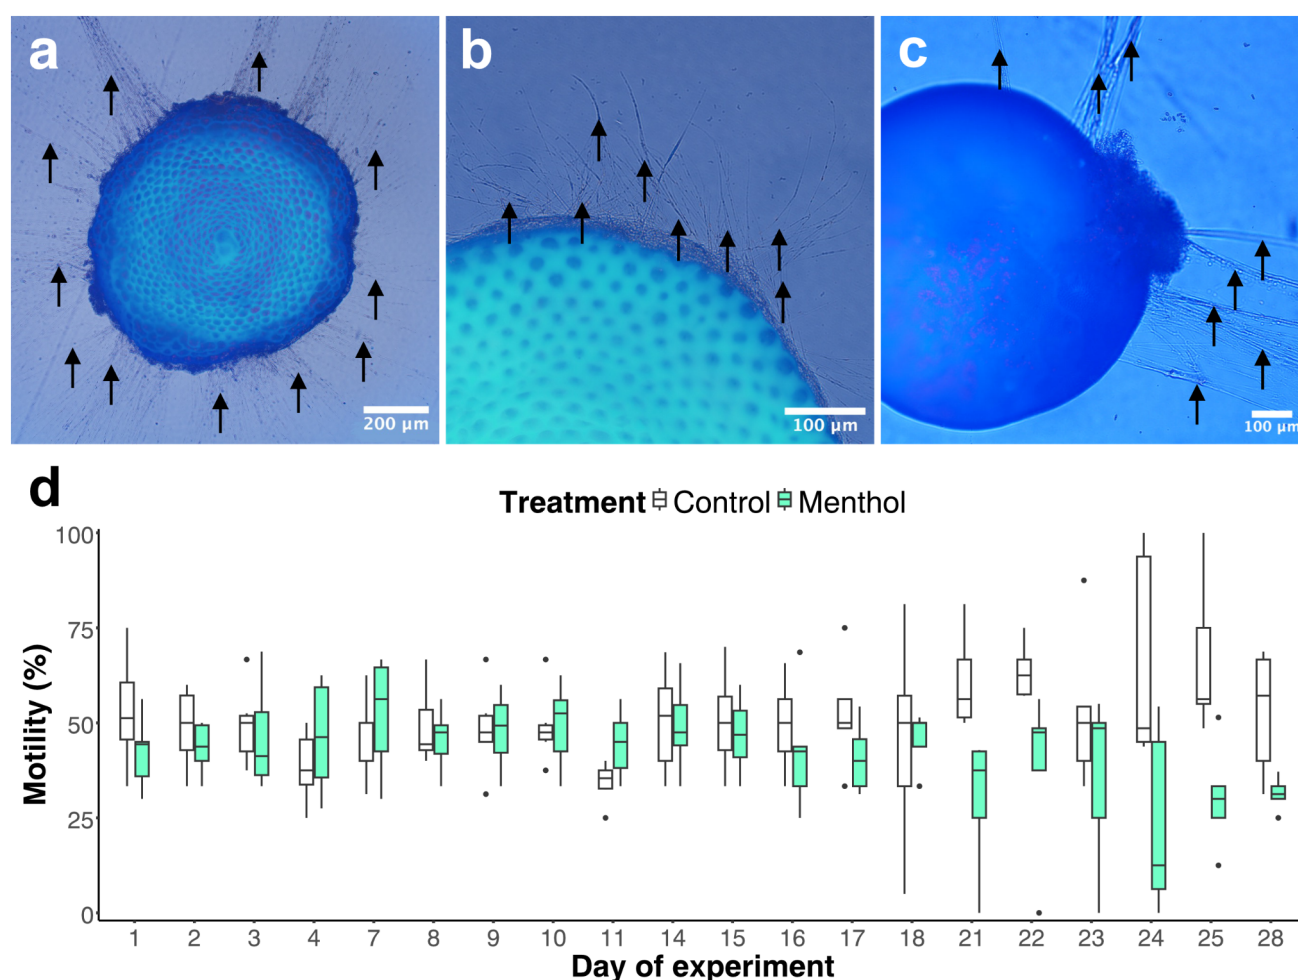 a b c
200 µm 100 µm 100 µm
d
Treatment Control Menthol
100
75
50
25
0
Motility (%)
1 2 3 4 7 8 9 10 11 14 15 16 17 18 21 22 23 24 25 28
Day of experiment